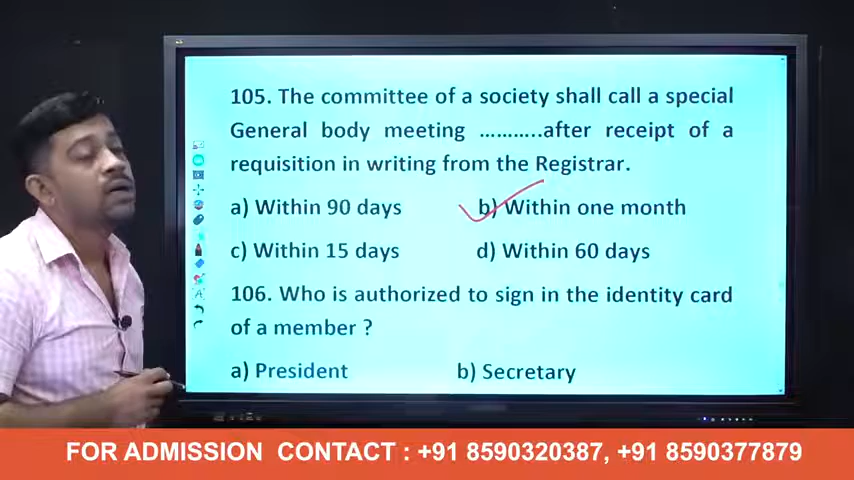 105. The committee of a society shall call a special
General body meeting ...........after receipt of a
requisition in writing from the Registrar.
a) Within 90 days b) Within one month
c) Within 15 days d) Within 60 days
106. Who is authorized to sign in the identity card
of a member ?
a) President b) Secretary
FOR ADMISSION CONTACT : +91 8590320387, +91 8590377879